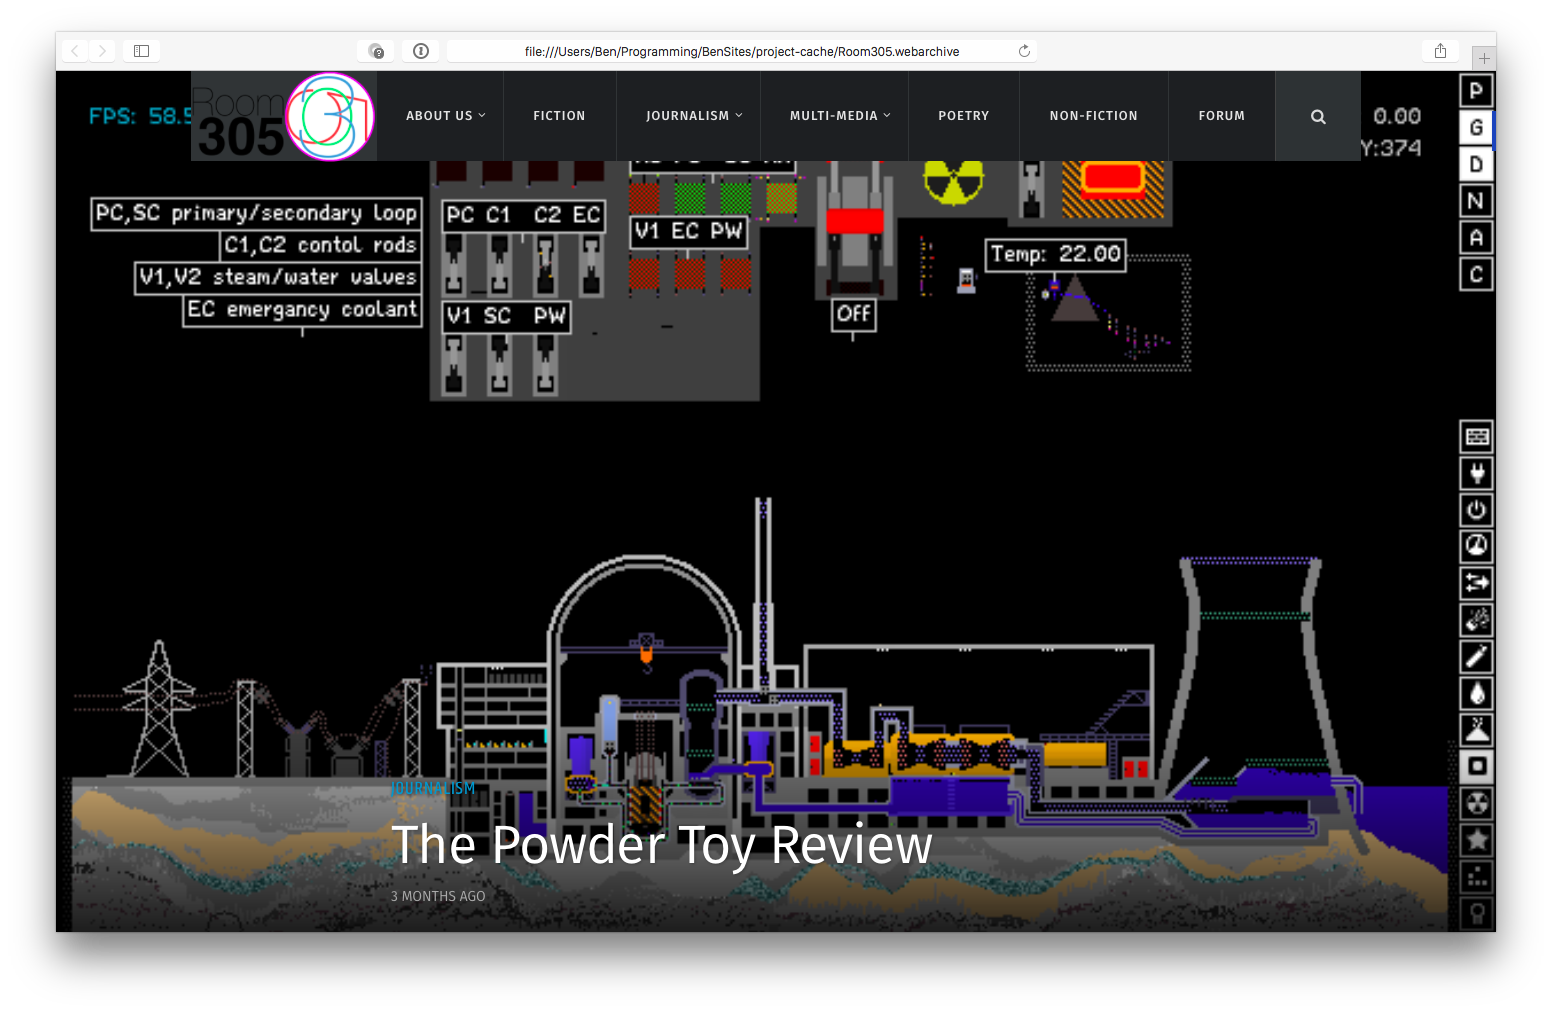 file:///Users/Ben/Programming/BenSites/project-cache/Room305.webarchive
Room
305
ABOUT US
FICTION
JOURNALISM
MULTI-MEDIA
POETRY
NON-FICTION
FORUM
FPS: 58.5
0.00
Y:374
P
G
D
N
A
C
PC,SC primary/secondary loop
C1,C2 contol rods
V1,V2 steam/water valves
EC emergancy coolant
PC C1 C2 EC
V1 SC PW
V1 EC PW
Off
Temp: 22.00
JOURNALISM
The Powder Toy Review
3 MONTHS AGO